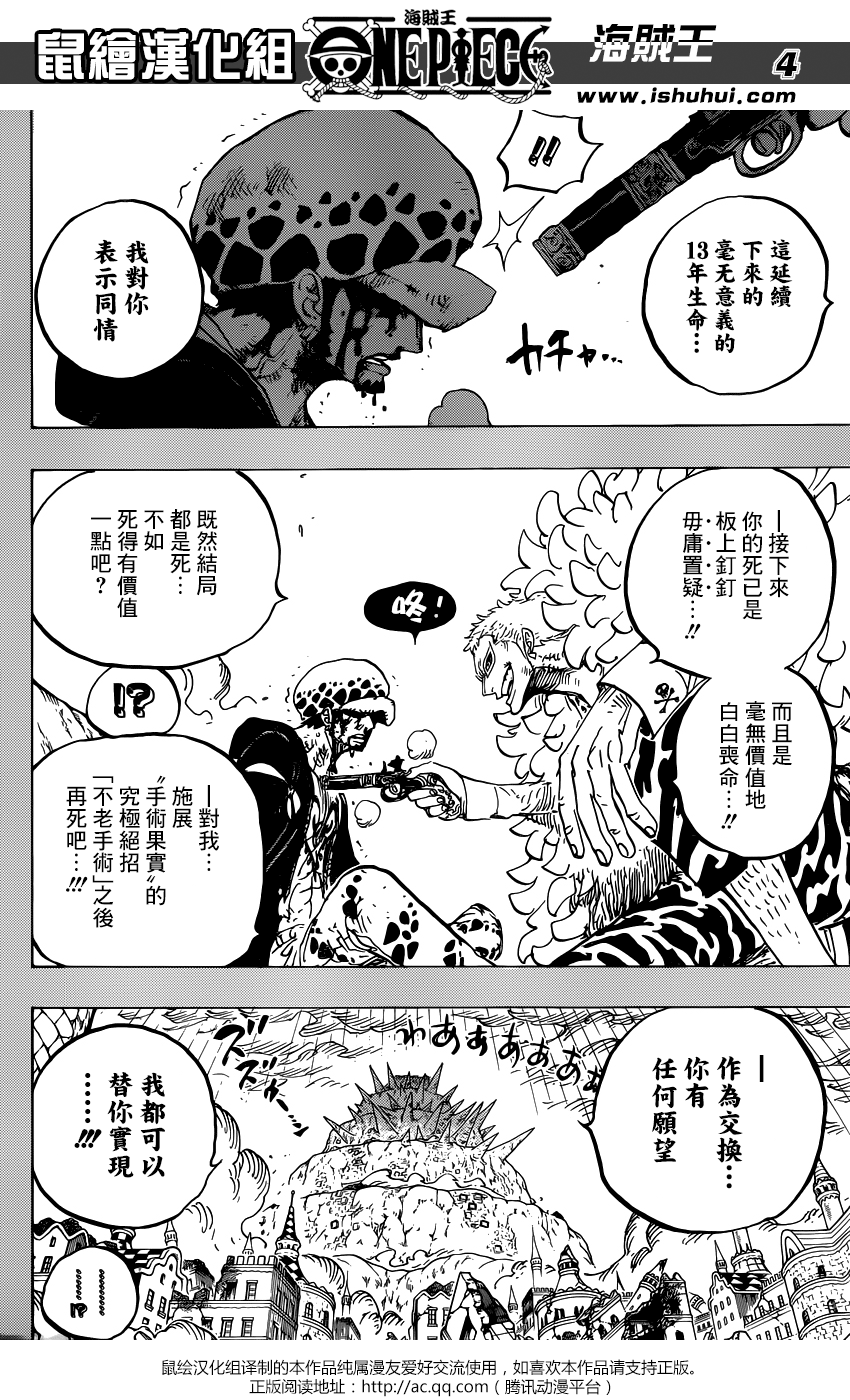 鼠繪漢化組
海賊王
ONE PIECE
海賊王
4
www.ishuhui.com
!!
這延續
下來的
毫无意義的
13年生命…
我對你
表示同情
カチャ…
—接下來
你的死已是
板上釘釘
毋庸置疑…!!
而且是
毫無價值地
白白喪命…!!
咚!
既然結局
都是死…
不如
死得有價值
一點吧?
!?
—對我…
施展
"手術果實"的
究極絕招
「不老手術」之後
再死吧…!!!
—
作為交換…
你有
任何願望
わあああああ
ズズズ…
我都可以
替你實現
……!!!
………
………!?
鼠绘汉化组译制的本作品纯属漫友爱好交流使用，如喜欢本作品请支持正版。
正版阅读地址：http://ac.qq.com（腾讯动漫平台）